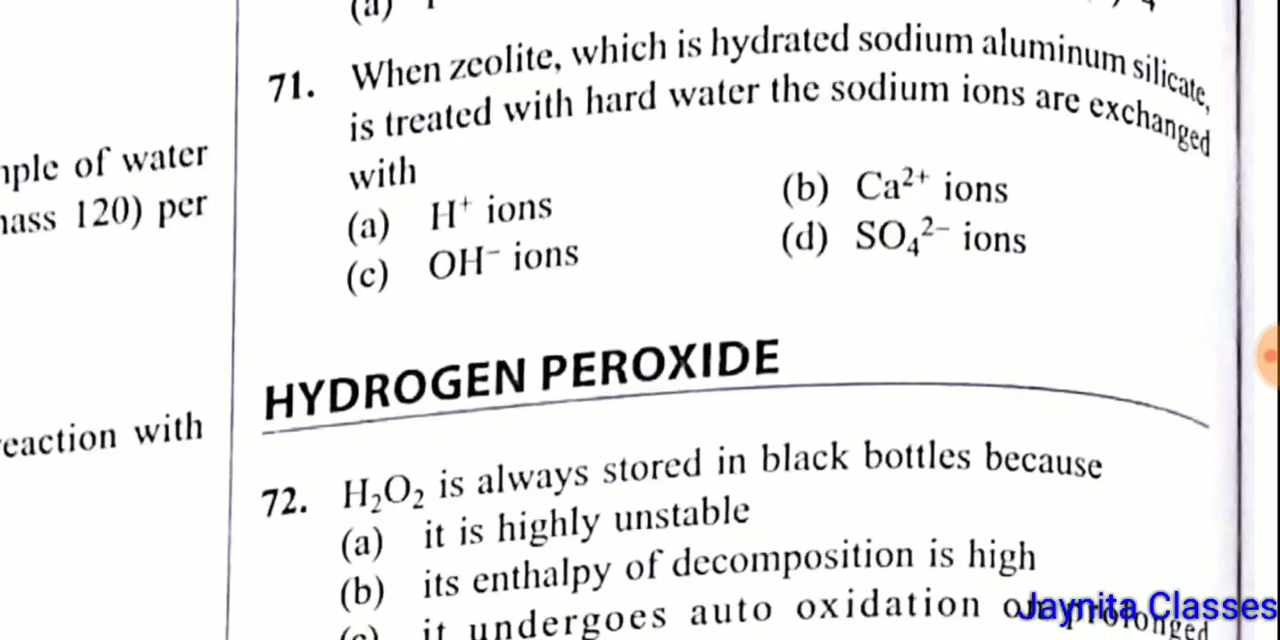 (d)
71. When zeolite, which is hydrated sodium aluminum silicate,
is treated with hard water the sodium ions are exchanged
with
(a) H⁺ ions
(b) Ca²⁺ ions
(c) OH⁻ ions
(d) SO₄²⁻ ions
of water
120) per
with
HYDROGEN PEROXIDE
72. H₂O₂ is always stored in black bottles because
(a) it is highly unstable
(b) its enthalpy of decomposition is high
(c) it undergoes auto oxidation on prolonged
Jaynita Classes